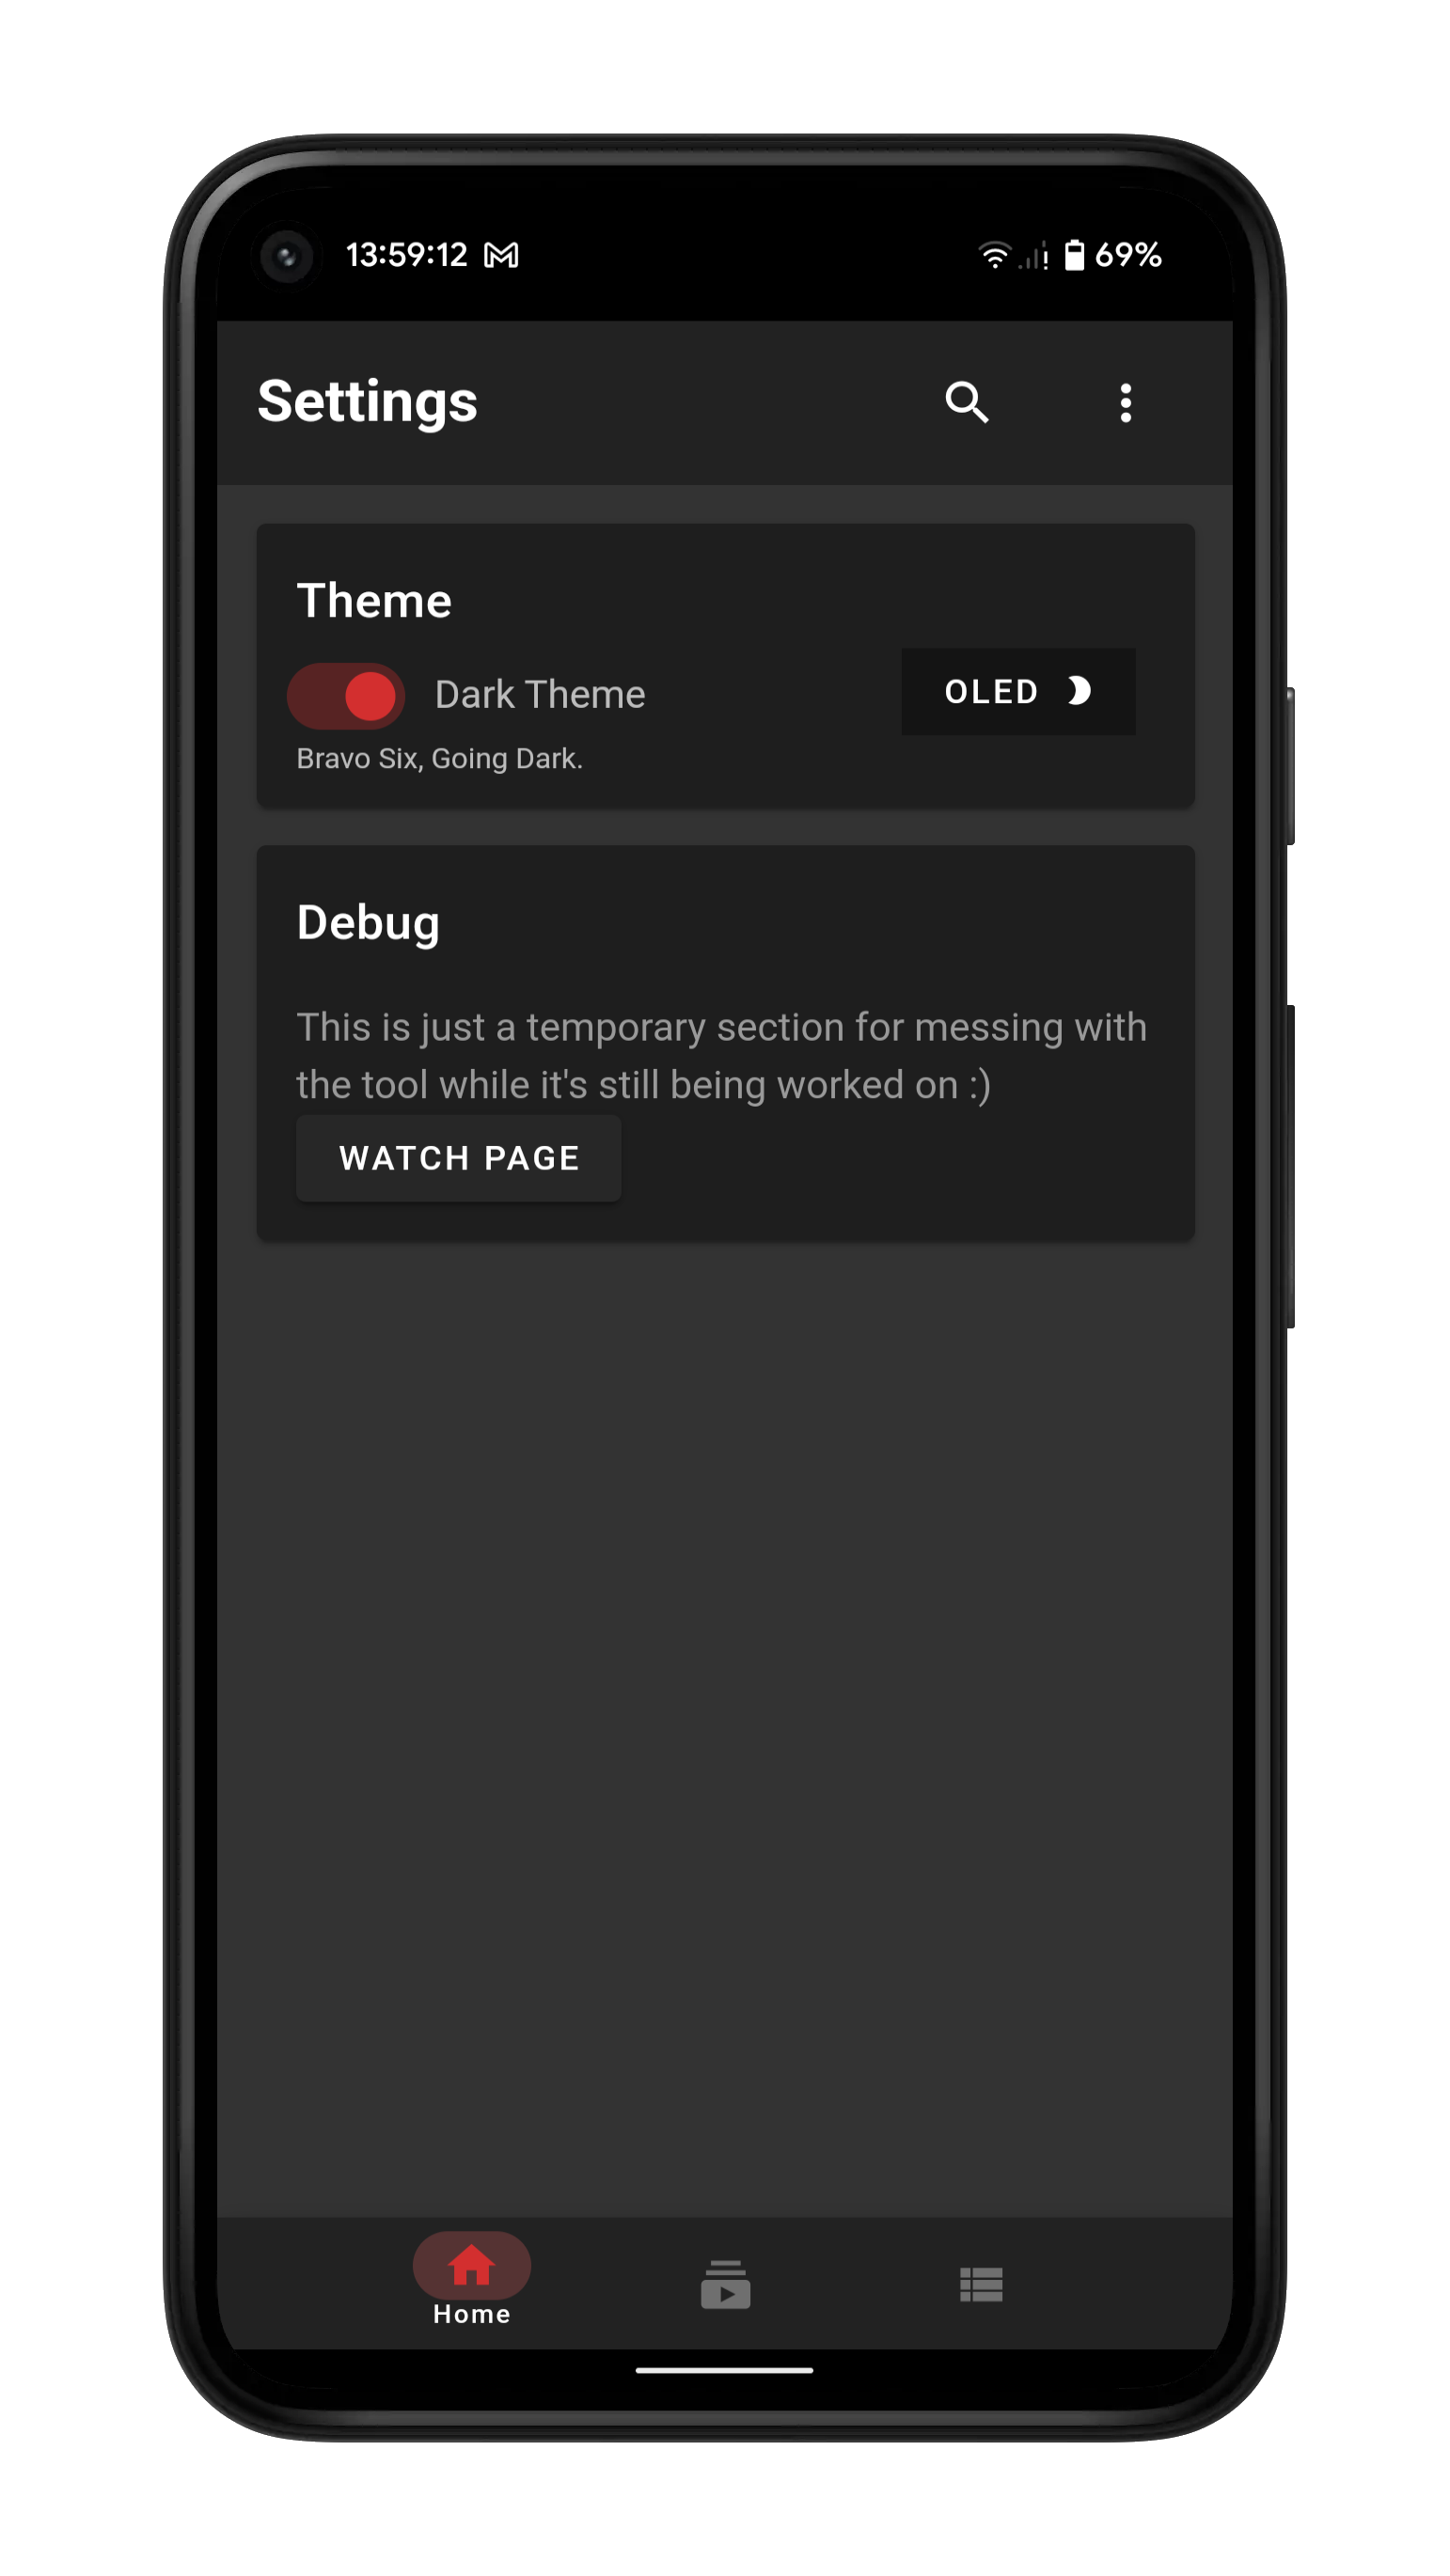 13:59:12 69%
Settings
Theme
Dark Theme OLED
Bravo Six, Going Dark.
Debug
This is just a temporary section for messing with
the tool while it's still being worked on :)
WATCH PAGE
Home